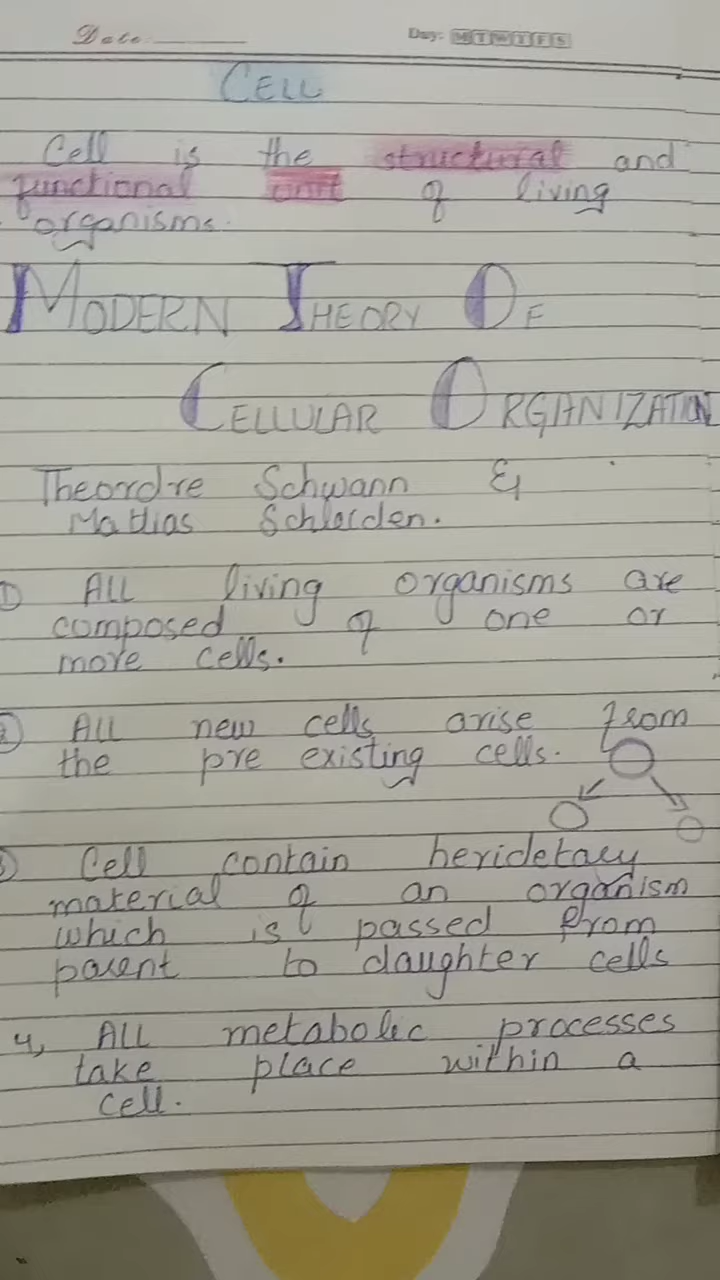 Date
Day: M T W T F S
CELL
Cell is the structural and
functional unit of living
organisms.
MODERN THEORY OF
CELLULAR ORGANIZATION
Theordre Schwann &
Mattias Schleiden.
① All living organisms are
composed of one or
more cells.
② All new cells arise from
the pre existing cells.
③ Cell contain heridetacy
material of an organism
which is passed from
parent to daughter cells
4, All metabolic processes
take place within a
cell.